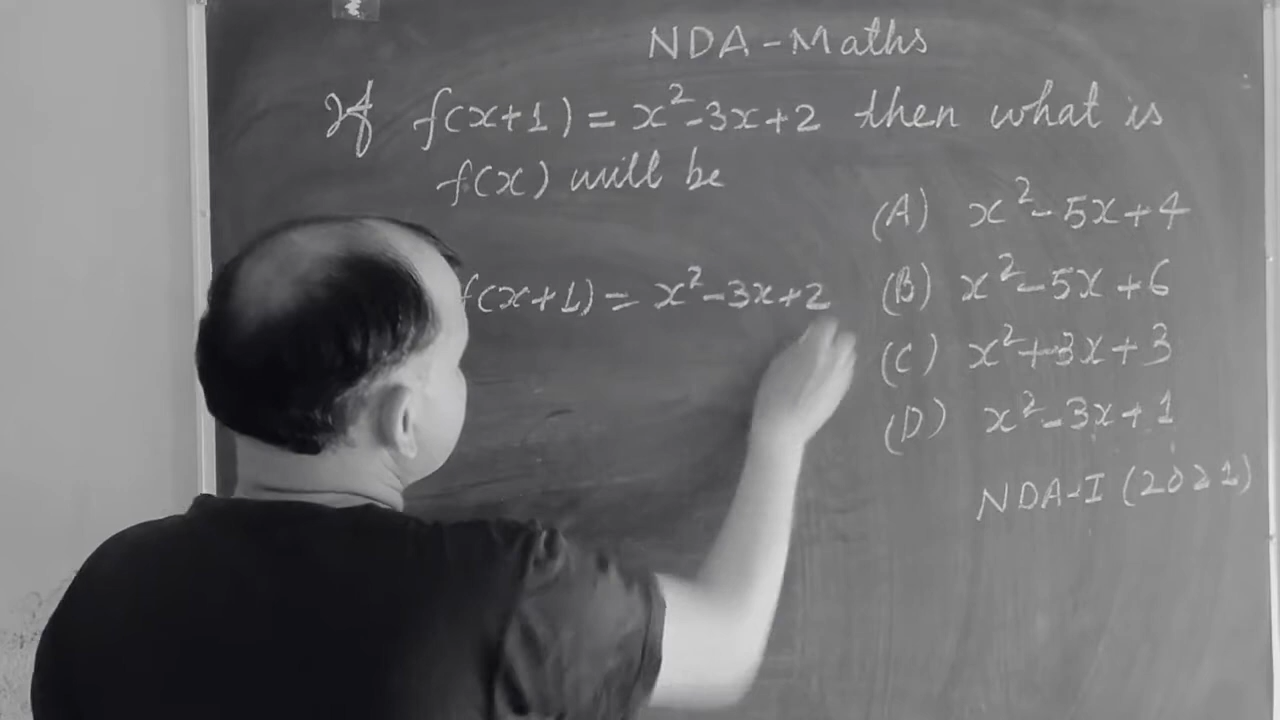 NDA-Maths
If f(x+1) = x²-3x+2 then what is
f(x) will be
(A) x²-5x+4
f(x+1) = x²-3x+2
(B) x²-5x+6
(C) x²+3x+3
(D) x²-3x+1
NDA-I (2021)